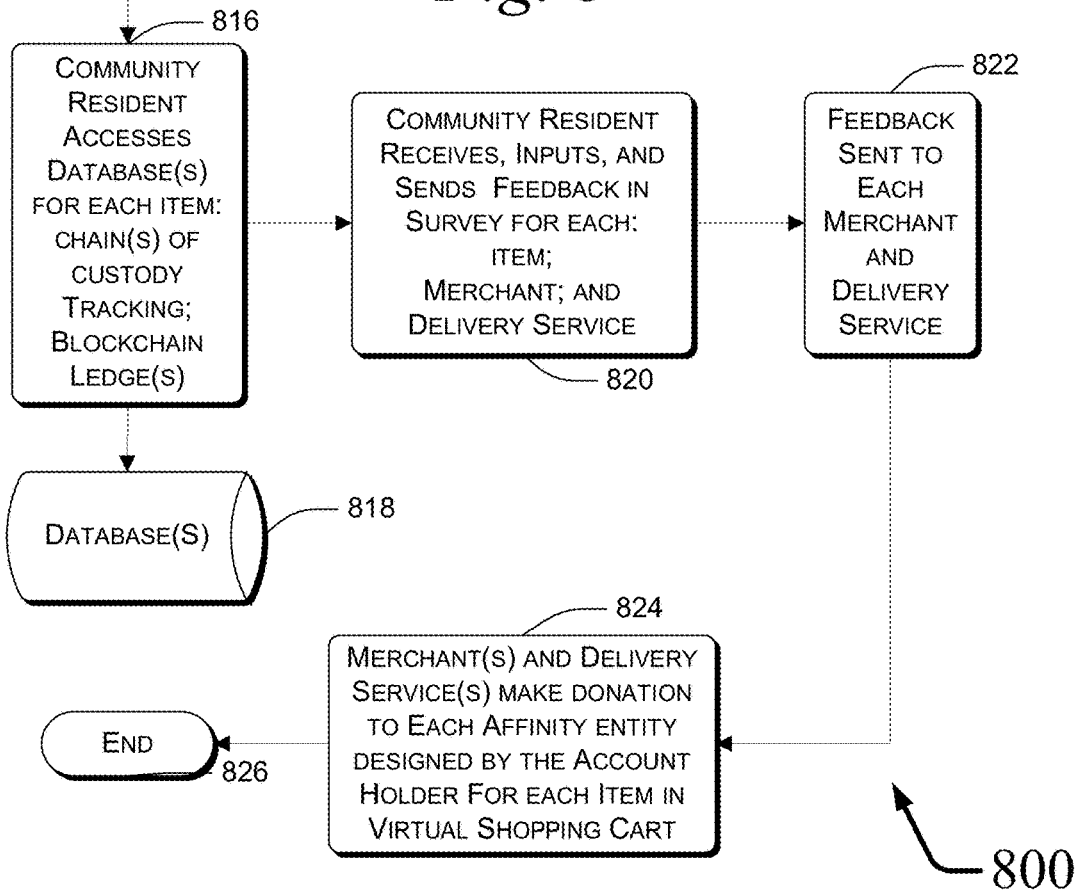 816
COMMUNITY
RESIDENT
ACCESSES
DATABASE(S)
FOR EACH ITEM:
CHAIN(S) OF
CUSTODY
TRACKING;
BLOCKCHAIN
LEDGE(S)
COMMUNITY RESIDENT
RECEIVES, INPUTS, AND
SENDS FEEDBACK IN
SURVEY FOR EACH:
ITEM;
MERCHANT; AND
DELIVERY SERVICE
820
822
FEEDBACK
SENT TO
EACH
MERCHANT
AND
DELIVERY
SERVICE
DATABASE(S)
818
824
MERCHANT(S) AND DELIVERY
SERVICE(S) MAKE DONATION
TO EACH AFFINITY ENTITY
DESIGNED BY THE ACCOUNT
HOLDER FOR EACH ITEM IN
VIRTUAL SHOPPING CART
END
826
800